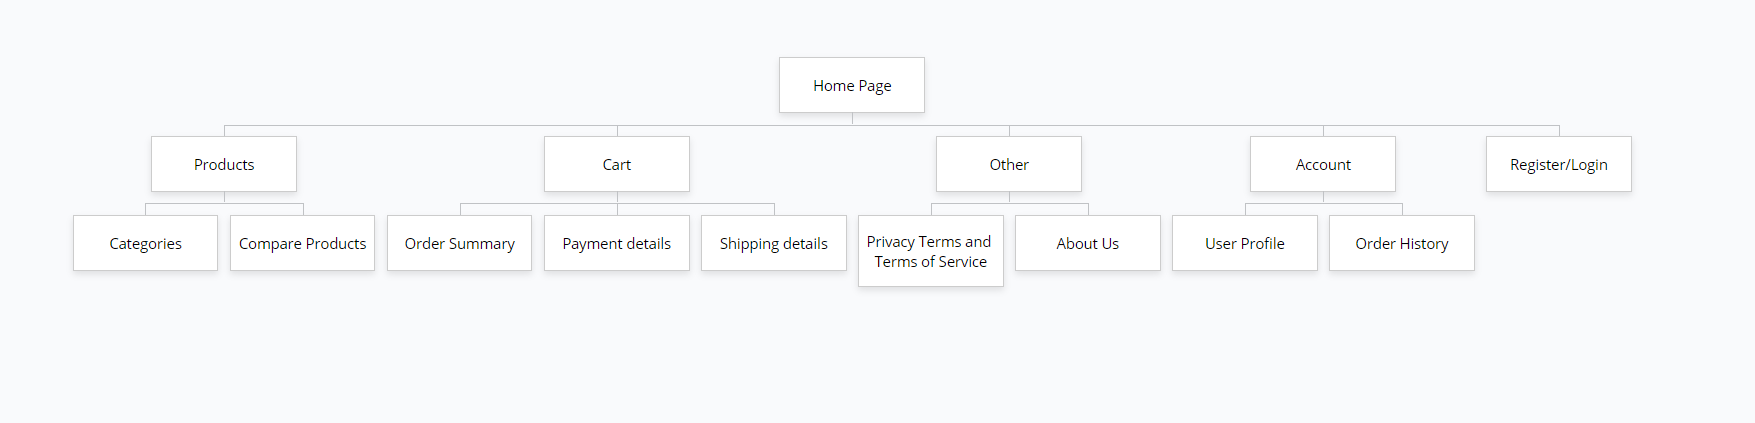 Home Page
Products
Cart
Other
Account
Register/Login
Categories
Compare Products
Order Summary
Payment details
Shipping details
Privacy Terms and
Terms of Service
About Us
User Profile
Order History